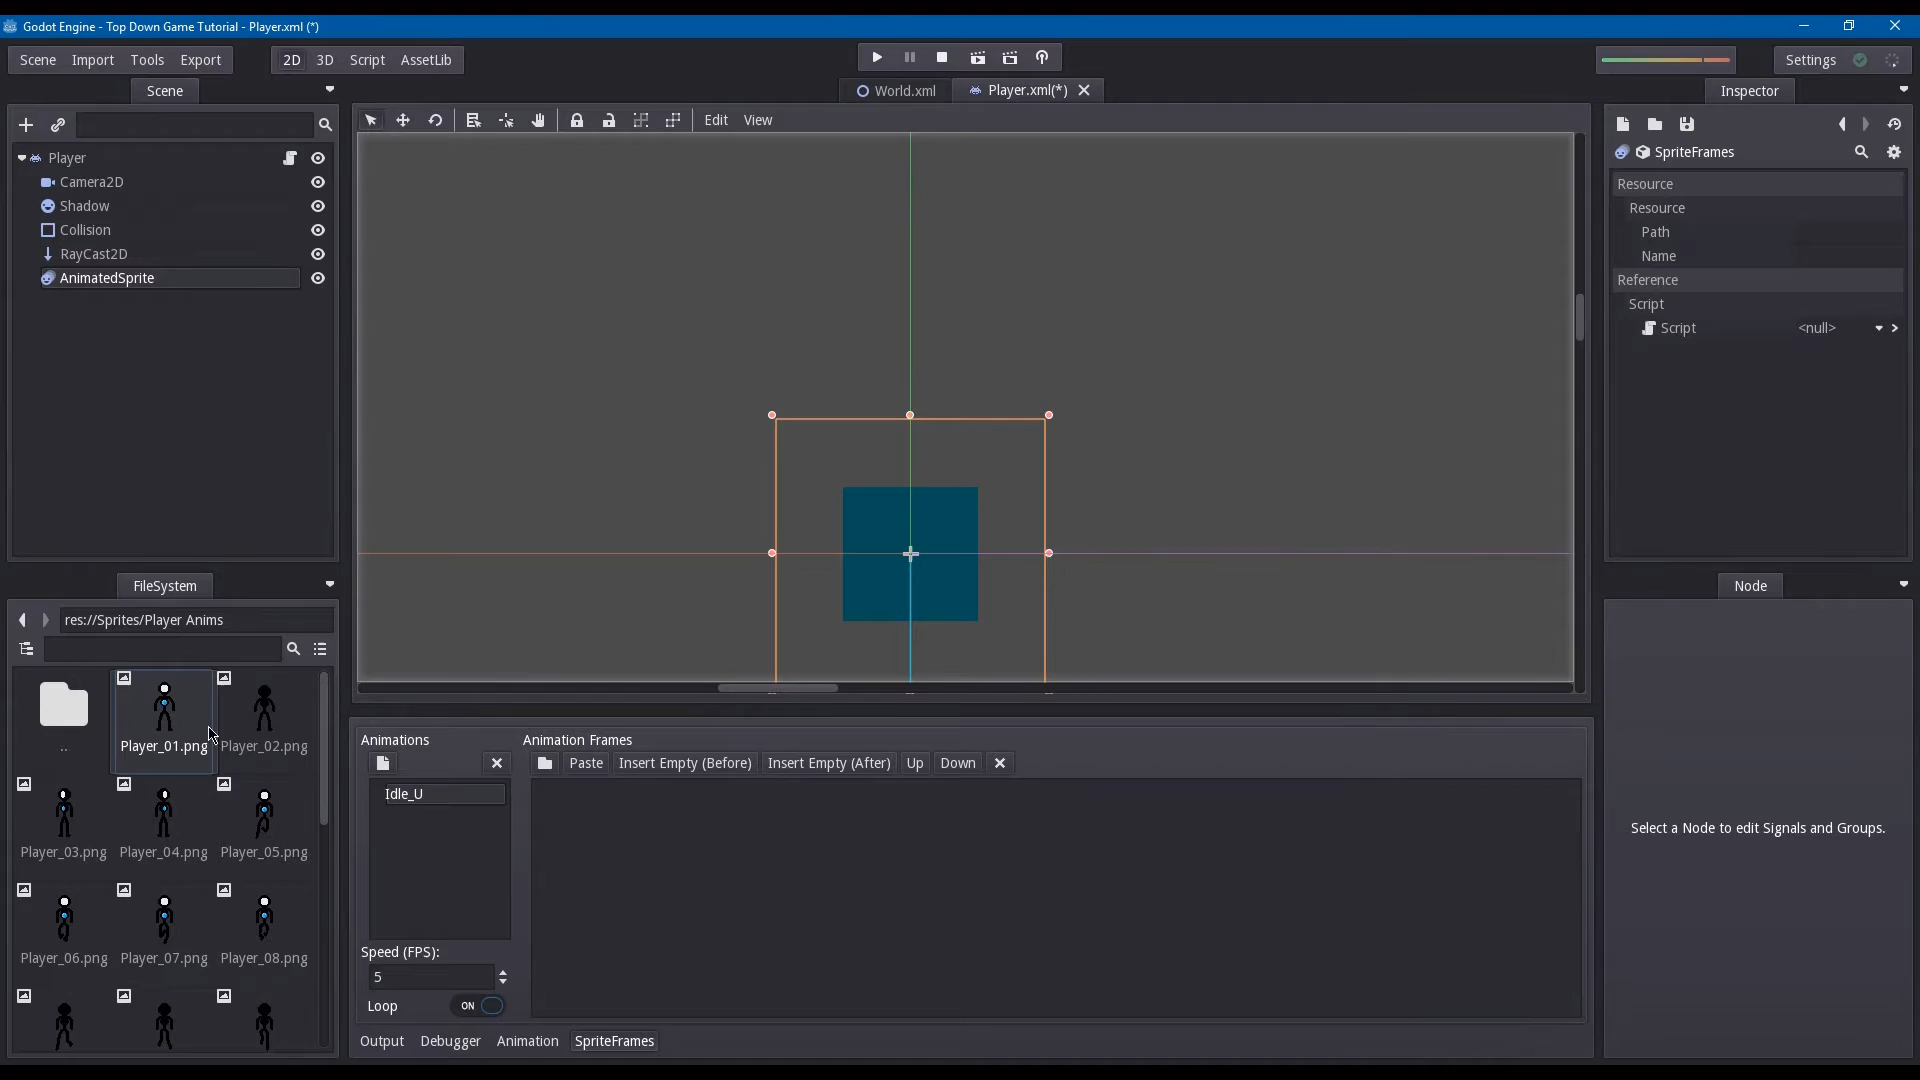 Godot Engine - Top Down Game Tutorial - Player.xml (*)
Scene Import Tools Export 2D 3D Script AssetLib Settings
Scene World.xml Player.xml(*) Inspector
Edit View
SpriteFrames
Player
Camera2D
Shadow
Collision
RayCast2D
AnimatedSprite
Resource
Resource
Path
Name
Reference
Script
Script <null>
FileSystem Node
res://Sprites/Player Anims
..
Player_01.png Player_02.png
Player_03.png Player_04.png Player_05.png
Player_06.png Player_07.png Player_08.png
Animations
Idle_U
Speed (FPS):
5
Loop ON
Animation Frames
Paste Insert Empty (Before) Insert Empty (After) Up Down
Output Debugger Animation SpriteFrames
Select a Node to edit Signals and Groups.